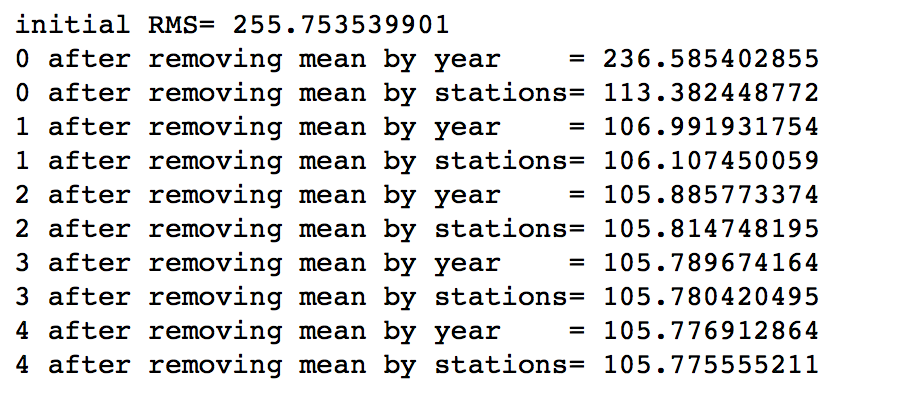 initial RMS= 255.753539901
0 after removing mean by year    = 236.585402855
0 after removing mean by stations= 113.382448772
1 after removing mean by year    = 106.991931754
1 after removing mean by stations= 106.107450059
2 after removing mean by year    = 105.885773374
2 after removing mean by stations= 105.814748195
3 after removing mean by year    = 105.789674164
3 after removing mean by stations= 105.780420495
4 after removing mean by year    = 105.776912864
4 after removing mean by stations= 105.775555211